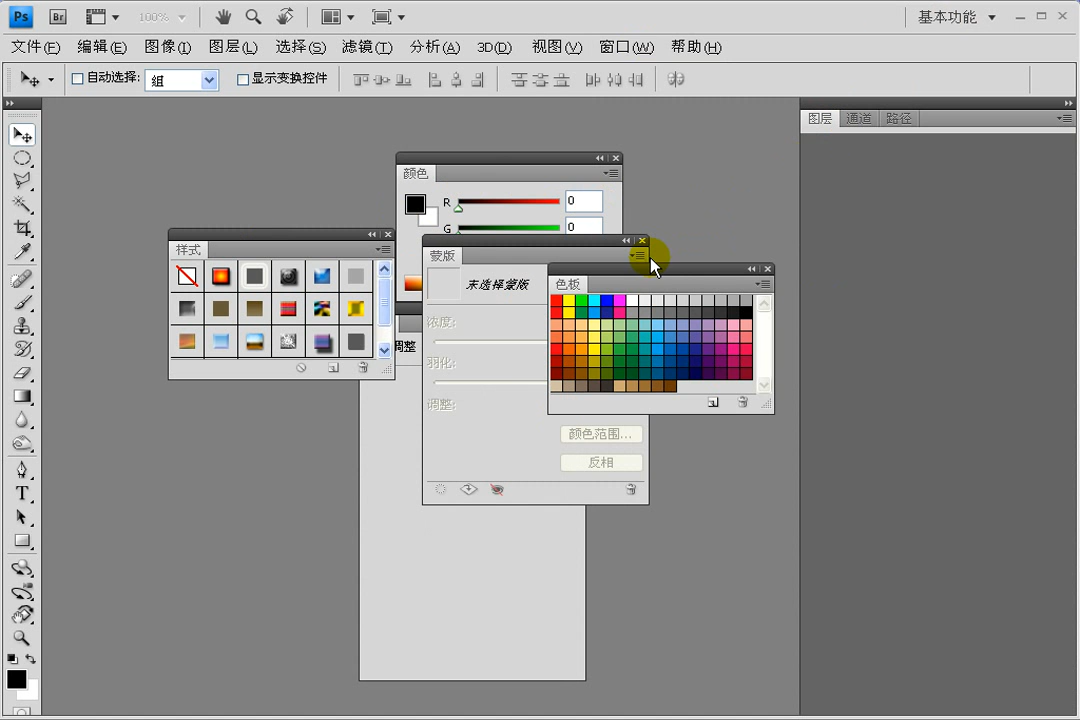 Ps Br 100% 基本功能
文件(F) 编辑(E) 图像(I) 图层(L) 选择(S) 滤镜(T) 分析(A) 3D(D) 视图(V) 窗口(W) 帮助(H)
自动选择: 组 显示变换控件
图层 通道 路径
颜色
R 0
G 0
样式
蒙版
未选择蒙版
色板
浓度:
调整
羽化:
调整:
颜色范围...
反相